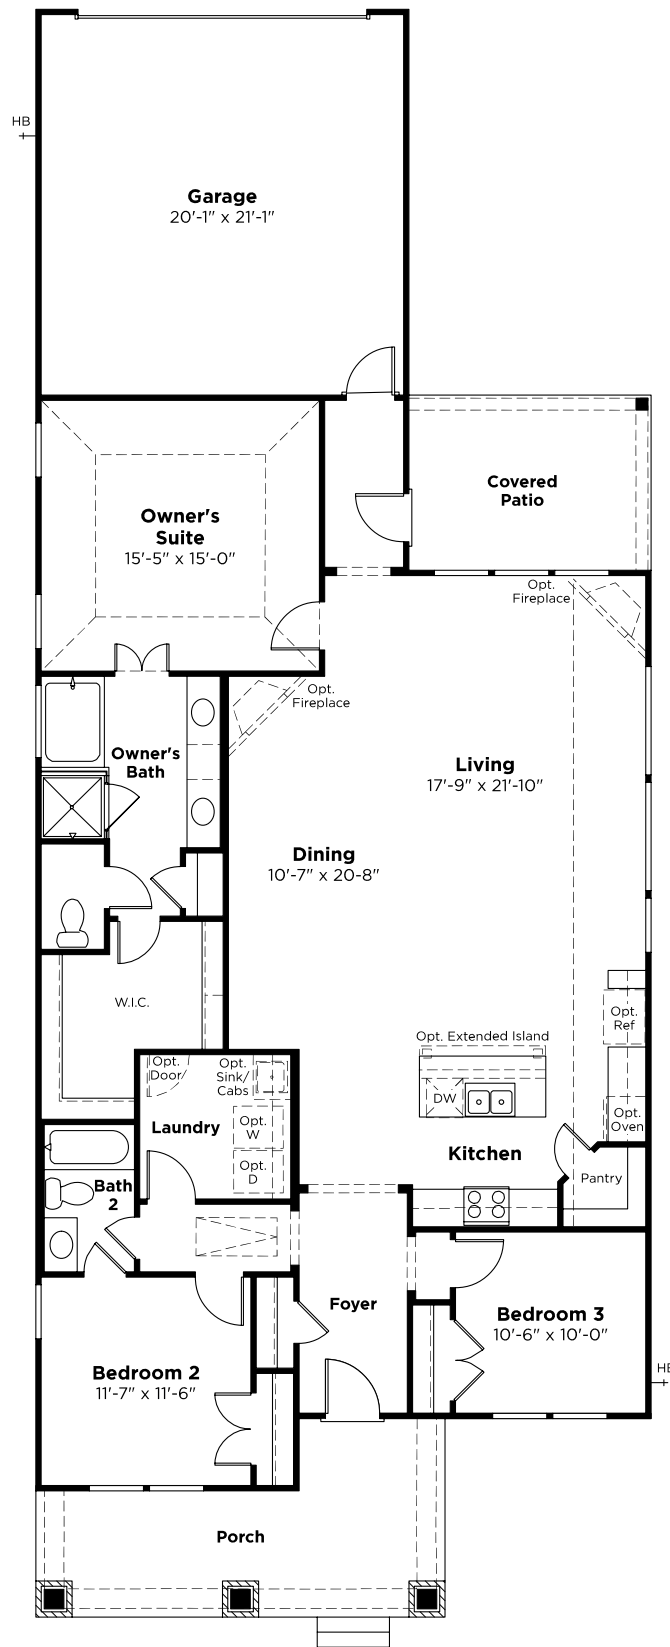 HB
Garage
20'-1" x 21'-1"
Covered
Patio
Owner's
Suite
15'-5" x 15'-0"
Opt.
Fireplace
Opt.
Fireplace
Owner's
Bath
Living
17'-9" x 21'-10"
Dining
10'-7" x 20-8"
W.I.C.
Opt.
Ref
Opt. Extended Island
Opt.
Door
Opt.
Sink/
Cabs
DW
Opt.
Oven
Laundry
Opt.
W
Kitchen
Opt.
D
Pantry
Bath
2
Foyer
Bedroom 3
10'-6" x 10'-0"
Bedroom 2
11'-7" x 11'-6"
HB
Porch